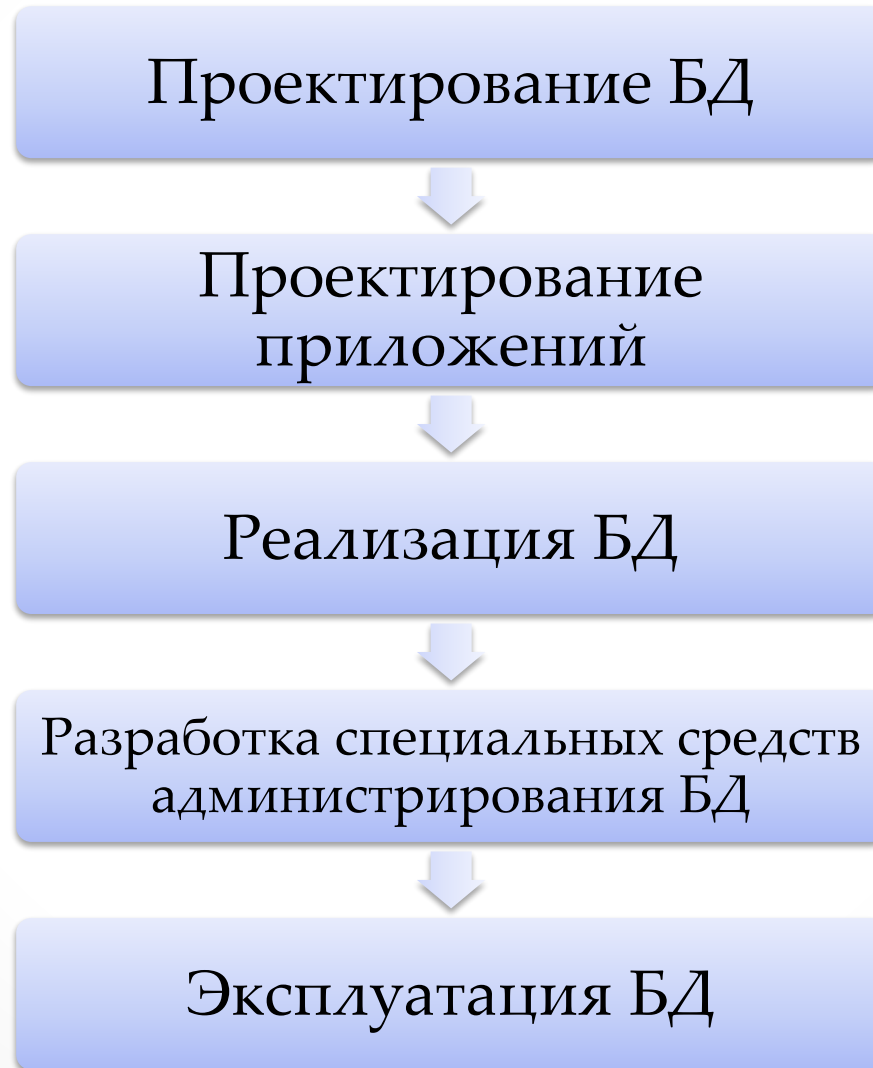 Проектирование БД
Проектирование
приложений
Реализация БД
Разработка специальных средств
администрирования БД
Эксплуатация БД